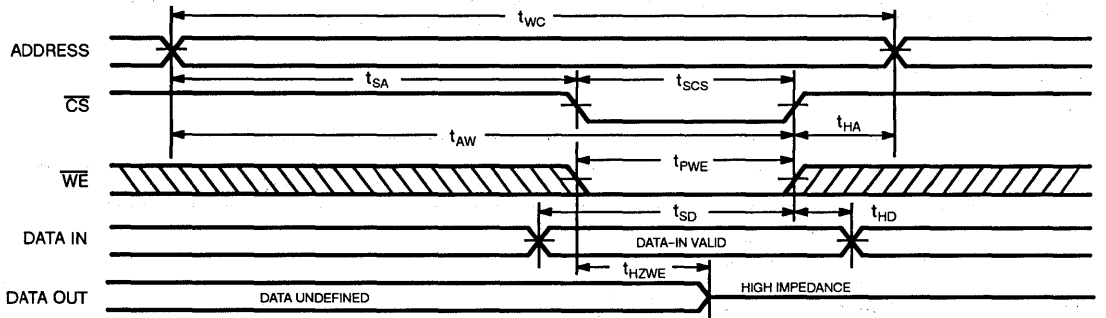 tWC
ADDRESS
tSA
tSCS
CS
tAW
tHA
WE
tPWE
tSD
tHD
DATA IN
DATA-IN VALID
tHZWE
DATA OUT
DATA UNDEFINED
HIGH IMPEDANCE